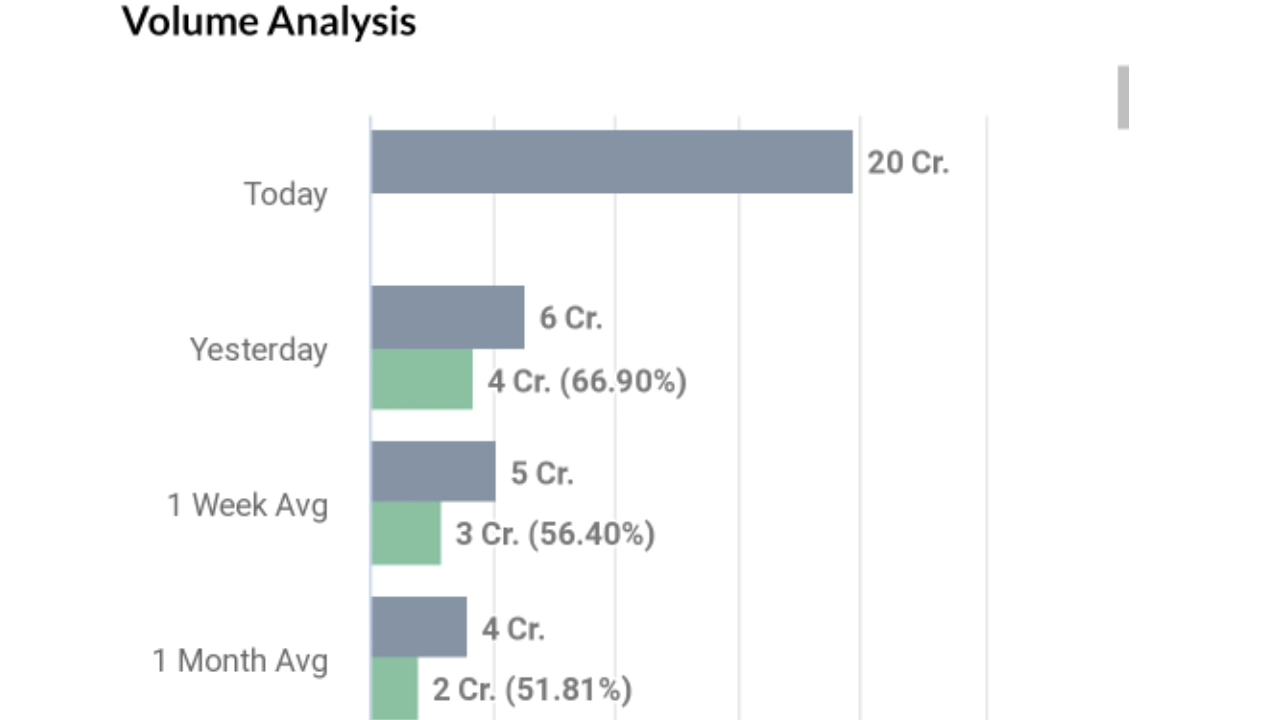 Volume Analysis
Today
20 Cr.
Yesterday
6 Cr.
4 Cr. (66.90%)
1 Week Avg
5 Cr.
3 Cr. (56.40%)
1 Month Avg
4 Cr.
2 Cr. (51.81%)